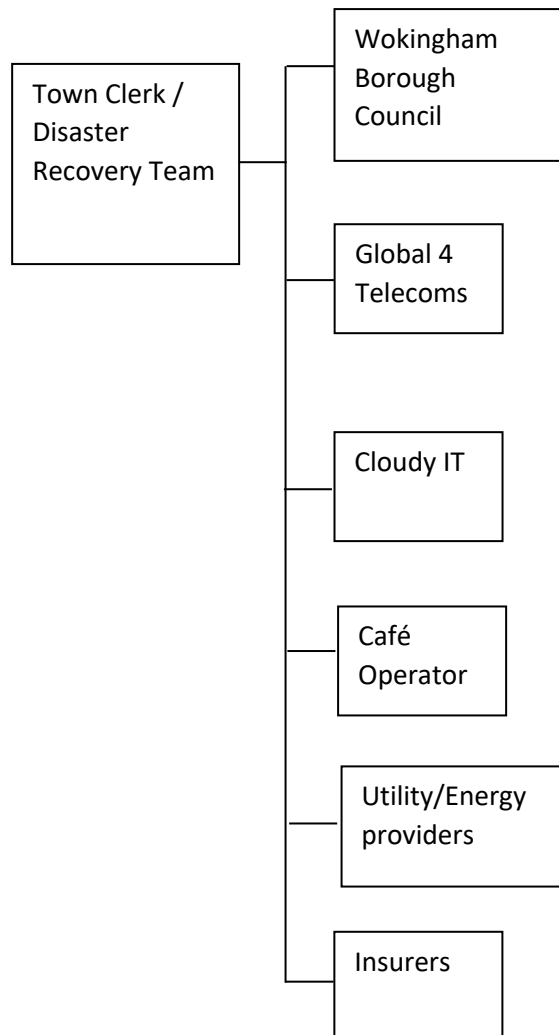 Town Clerk /
Disaster
Recovery Team
Wokingham
Borough
Council
Global 4
Telecoms
Cloudy IT
Café
Operator
Utility/Energy
providers
Insurers